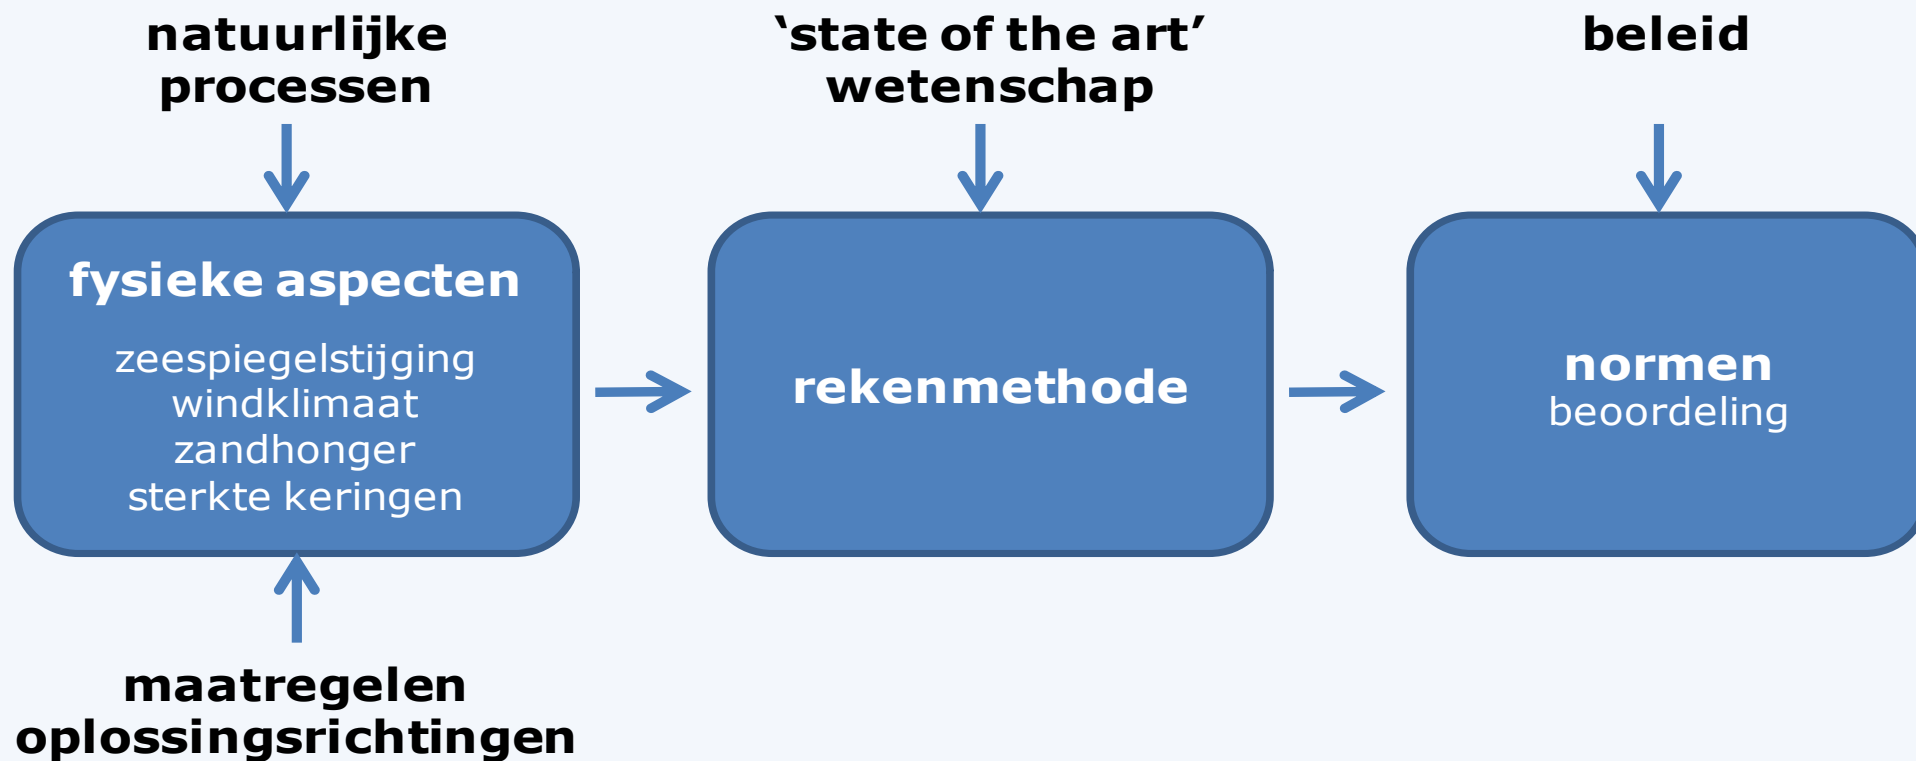 natuurlijke
processen
‘state of the art’
wetenschap
beleid
fysieke aspecten
zeespiegelstijging
windklimaat
zandhonger
sterkte keringen
rekenmethode
normen
beoordeling
maatregelen
oplossingsrichtingen